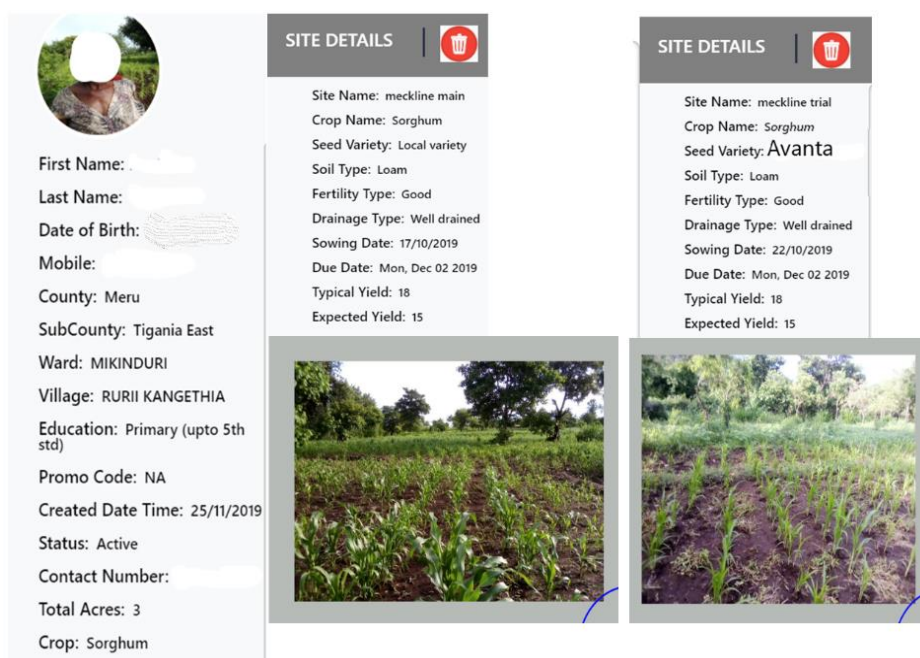 First Name:
Last Name:
Date of Birth:
Mobile:
County: Meru
SubCounty: Tigania East
Ward: MIKINDURI
Village: RURII KANGETHIA
Education: Primary (upto 5th
std)
Promo Code: NA
Created Date Time: 25/11/2019
Status: Active
Contact Number:
Total Acres: 3
Crop: Sorghum
SITE DETAILS
Site Name: meckline main
Crop Name: Sorghum
Seed Variety: Local variety
Soil Type: Loam
Fertility Type: Good
Drainage Type: Well drained
Sowing Date: 17/10/2019
Due Date: Mon, Dec 02 2019
Typical Yield: 18
Expected Yield: 15
SITE DETAILS
Site Name: meckline trial
Crop Name: Sorghum
Seed Variety: Avanta
Soil Type: Loam
Fertility Type: Good
Drainage Type: Well drained
Sowing Date: 22/10/2019
Due Date: Mon, Dec 02 2019
Typical Yield: 18
Expected Yield: 15